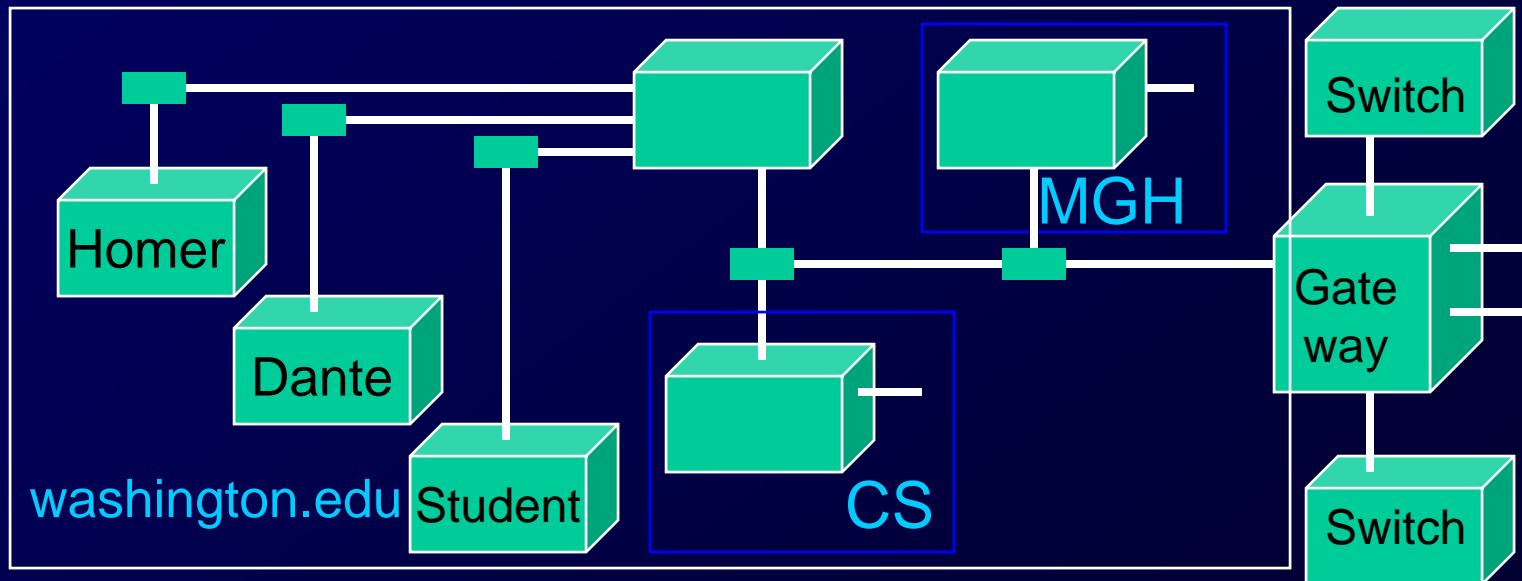 Switch
MGH
Homer
Gate
way
Dante
washington.edu
Student
CS
Switch